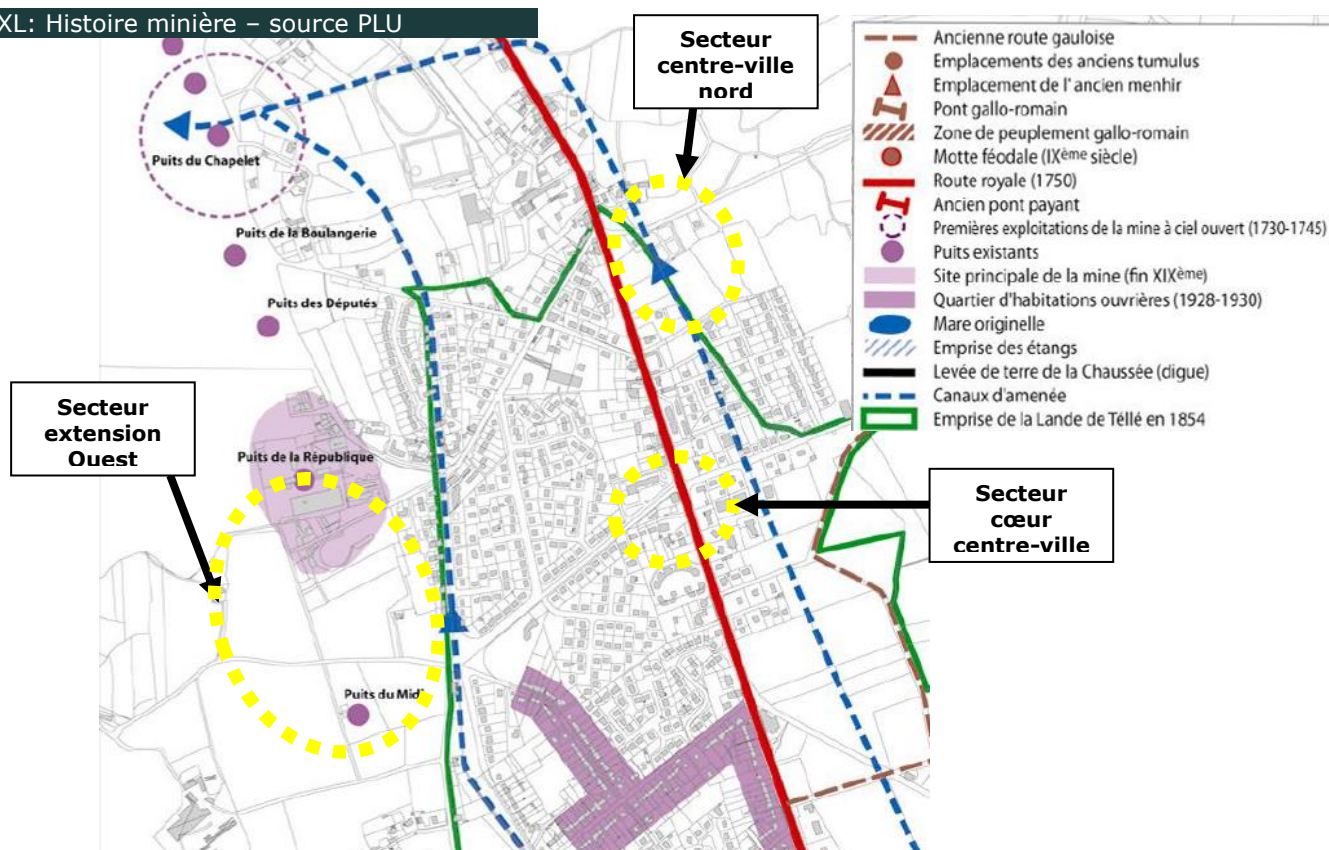 XL: Histoire minière – source PLU
Secteur
centre-ville
nord
Ancienne route gauloise
Emplacements des anciens tumulus
Emplacement de l'ancien menhir
Pont gallo-romain
Zone de peuplement gallo-romain
Motte féodale (IXème siècle)
Route royale (1750)
Ancien pont payant
Premières exploitations de la mine à ciel ouvert (1730-1745)
Puits existants
Site principale de la mine (fin XIXème)
Quartier d'habitations ouvrières (1928-1930)
Mare originelle
Emprise des étangs
Levée de terre de la Chaussée (digue)
Canaux d'amenée
Emprise de la Lande de Téllé en 1854
Puits du Chapelet
Puits de la Boulangerie
Puits des Députés
Secteur
extension
Ouest
Puits de la République
Secteur
cœur
centre-ville
Puits du Midi